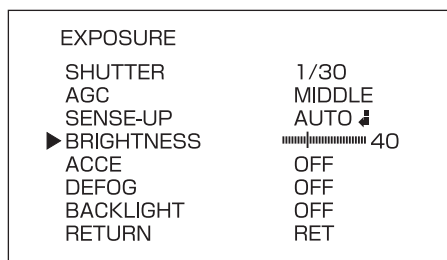 EXPOSURE
SHUTTER 1/30
AGC MIDDLE
SENSE-UP AUTO
BRIGHTNESS 40
ACCE OFF
DEFOG OFF
BACKLIGHT OFF
RETURN RET